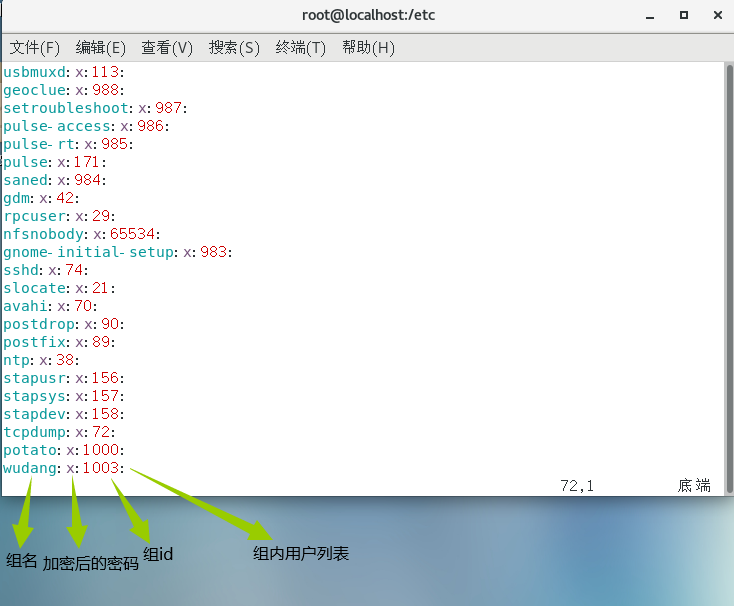 root@localhost:/etc
文件(F) 编辑(E) 查看(V) 搜索(S) 终端(T) 帮助(H)
usbmuxd:x:113:
geoclue:x:988:
setroubleshoot:x:987:
pulse-access:x:986:
pulse-rt:x:985:
pulse:x:171:
saned:x:984:
gdm:x:42:
rpcuser:x:29:
nfsnobody:x:65534:
gnome-initial-setup:x:983:
sshd:x:74:
slocate:x:21:
avahi:x:70:
postdrop:x:90:
postfix:x:89:
ntp:x:38:
stapusr:x:156:
stapsys:x:157:
stapdev:x:158:
tcpdump:x:72:
potato:x:1000:
wudang:x:1003:
72,1 底端
组名 加密后的密码 组id 组内用户列表